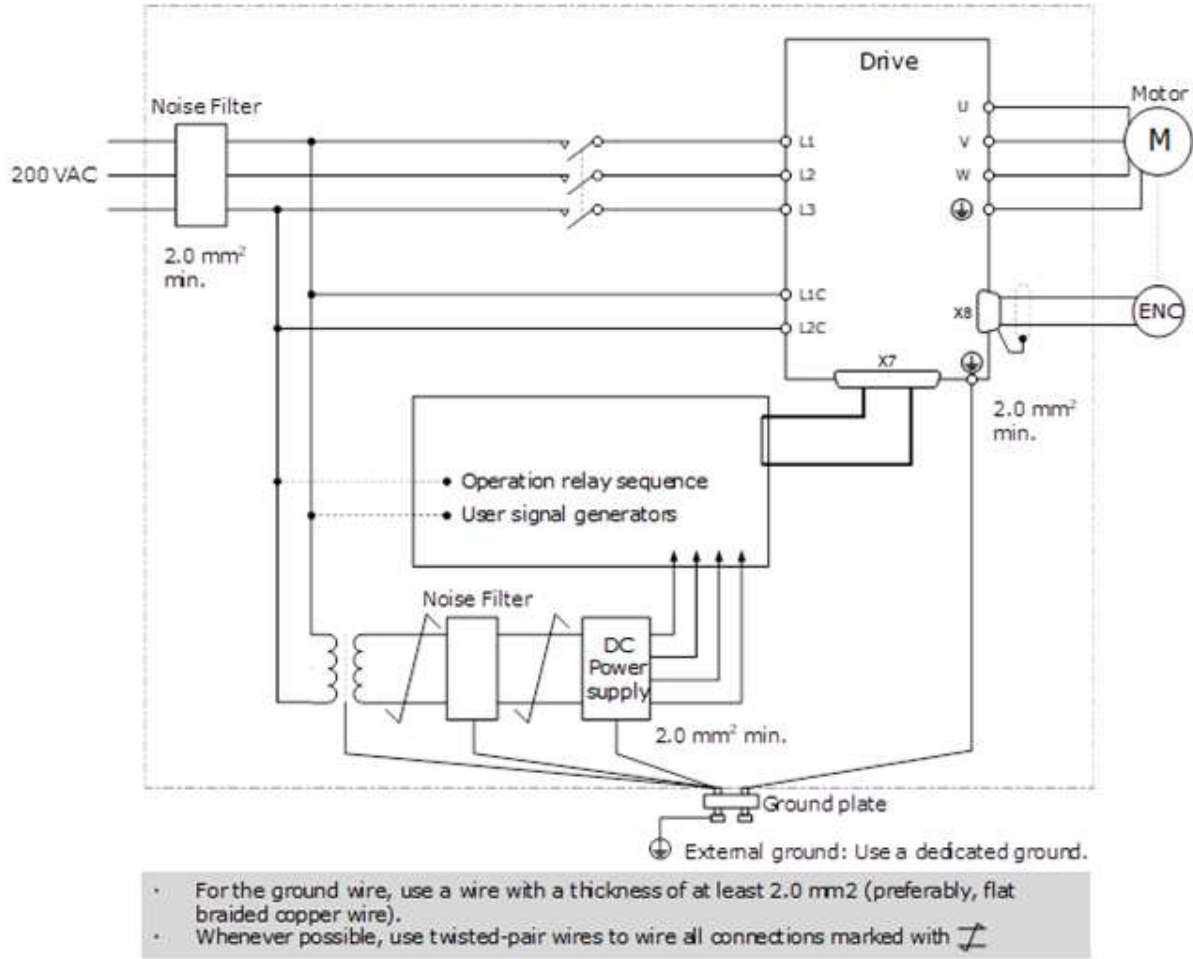 Drive
Noise Filter
Motor
U
M
L1
V
200 VAC
L2
W
L3
2.0 mm²
min.
L1C
X8
ENC
L2C
X7
2.0 mm²
min.
• Operation relay sequence
• User signal generators
Noise Filter
DC
Power
supply
2.0 mm² min.
Ground plate
External ground: Use a dedicated ground.
· For the ground wire, use a wire with a thickness of at least 2.0 mm2 (preferably, flat
braided copper wire).
· Whenever possible, use twisted-pair wires to wire all connections marked with